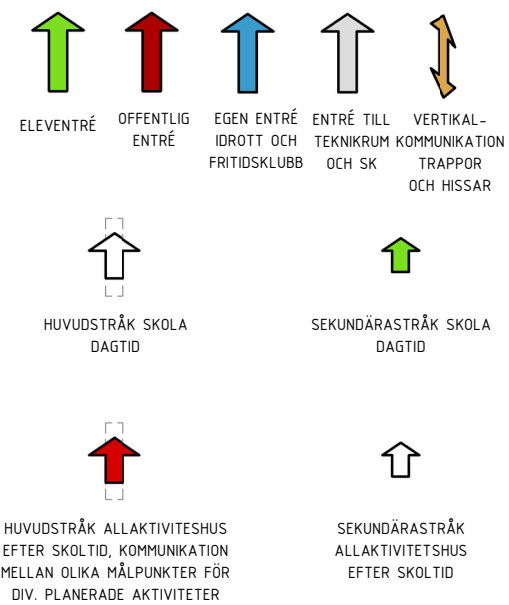 ELEVENTRÉ
OFFENTLIG
ENTRÉ
EGEN ENTRÉ
IDROTT OCH
FRITIDSKLUBB
ENTRÉ TILL
TEKNIKRUM
OCH SK
VERTIKAL-
KOMMUNIKATION
TRAPPOR
OCH HISSAR
HUVUDSTRÅK SKOLA
DAGTID
SEKUNDÄRASTRÅK SKOLA
DAGTID
HUVUDSTRÅK ALLAKTIVITESHUS
EFTER SKOLTID, KOMMUNIKATION
MELLAN OLIKA MÅLPUNKTER FÖR
DIV. PLANERADE AKTIVITETER
SEKUNDÄRASTRÅK
ALLAKTIVITETSHUS
EFTER SKOLTID